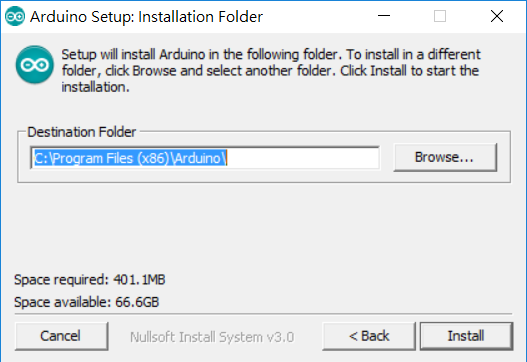 Arduino Setup: Installation Folder
Setup will install Arduino in the following folder. To install in a different
folder, click Browse and select another folder. Click Install to start the
installation.
Destination Folder
C:\Program Files (x86)\Arduino\
Browse...
Space required: 401.1MB
Space available: 66.6GB
Cancel
Nullsoft Install System v3.0
< Back
Install